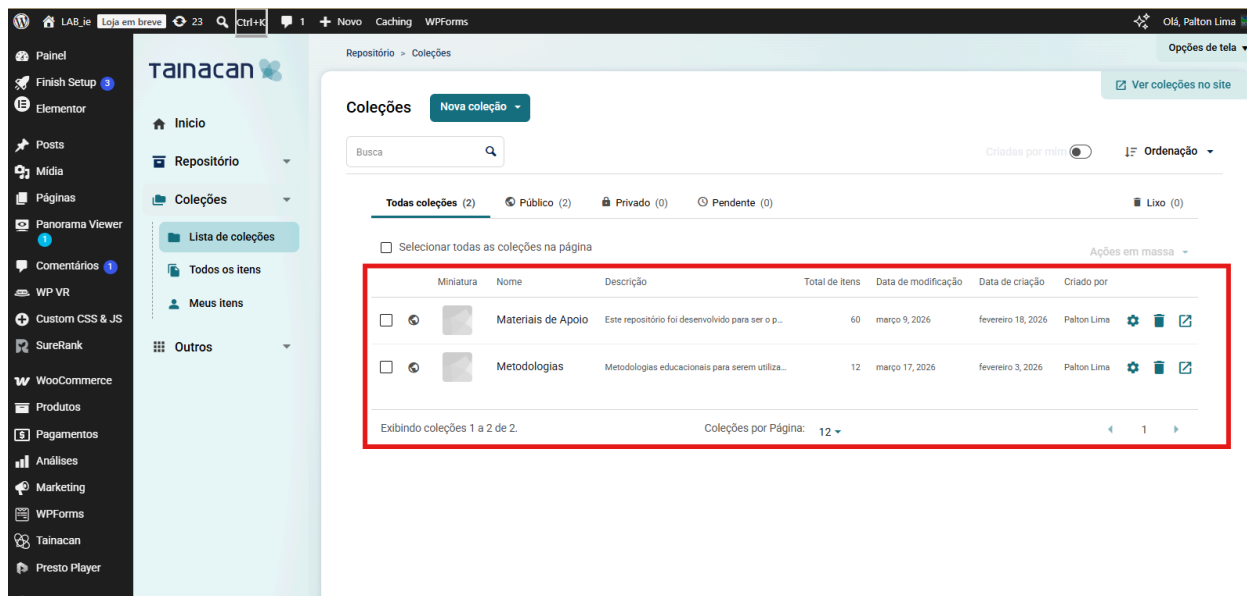 LAB_ie Loja em breve 23 Ctrl+K 1 Novo Caching WPForms Olá, Palton Lima
Painel
Finish Setup 3
Elementor
Posts
Mídia
Páginas
Panorama Viewer
1
Comentários 1
WP VR
Custom CSS & JS
SureRank
WooCommerce
Produtos
Pagamentos
Análises
Marketing
WPForms
Tainacan
Presto Player
Tainacan
Inicio
Repositório
Coleções
Lista de coleções
Todos os itens
Meus itens
Outros
Repositório > Coleções
Opções de tela
Ver coleções no site
Coleções Nova coleção
Busca Criadas por mim Ordenação
Todas coleções (2) Público (2) Privado (0) Pendente (0) Lixo (0)
Selecionar todas as coleções na página
Ações em massa
Miniatura Nome Descrição Total de itens Data de modificação Data de criação Criado por
Materiais de Apoio Este repositório foi desenvolvido para ser o p... 60 março 9, 2026 fevereiro 18, 2026 Palton Lima
Metodologias Metodologias educacionais para serem utiliza... 12 março 17, 2026 fevereiro 3, 2026 Palton Lima
Exibindo coleções 1 a 2 de 2. Coleções por Página: 12 1